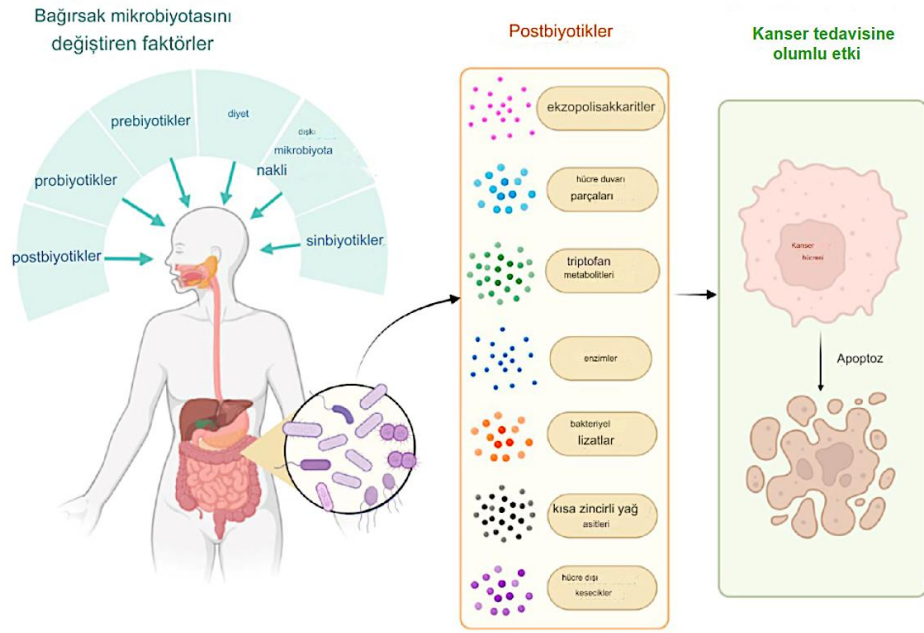 Bağırsak mikrobiyotasını
değiştiren faktörler
postbiyotikler
probiyotikler
prebiyotikler
diyet
dışkı
mikrobiyota
nakli
sinbiyotikler
Postbiyotikler
ekzopolisakkaritler
hücre duvarı
parçaları
triptofan
metabolitleri
enzimler
bakteriyel
lizatlar
kısa zincirli yağ
asitleri
hücre dışı
kesecikler
Kanser tedavisine
olumlu etki
Kanser
hücresi
Apoptoz